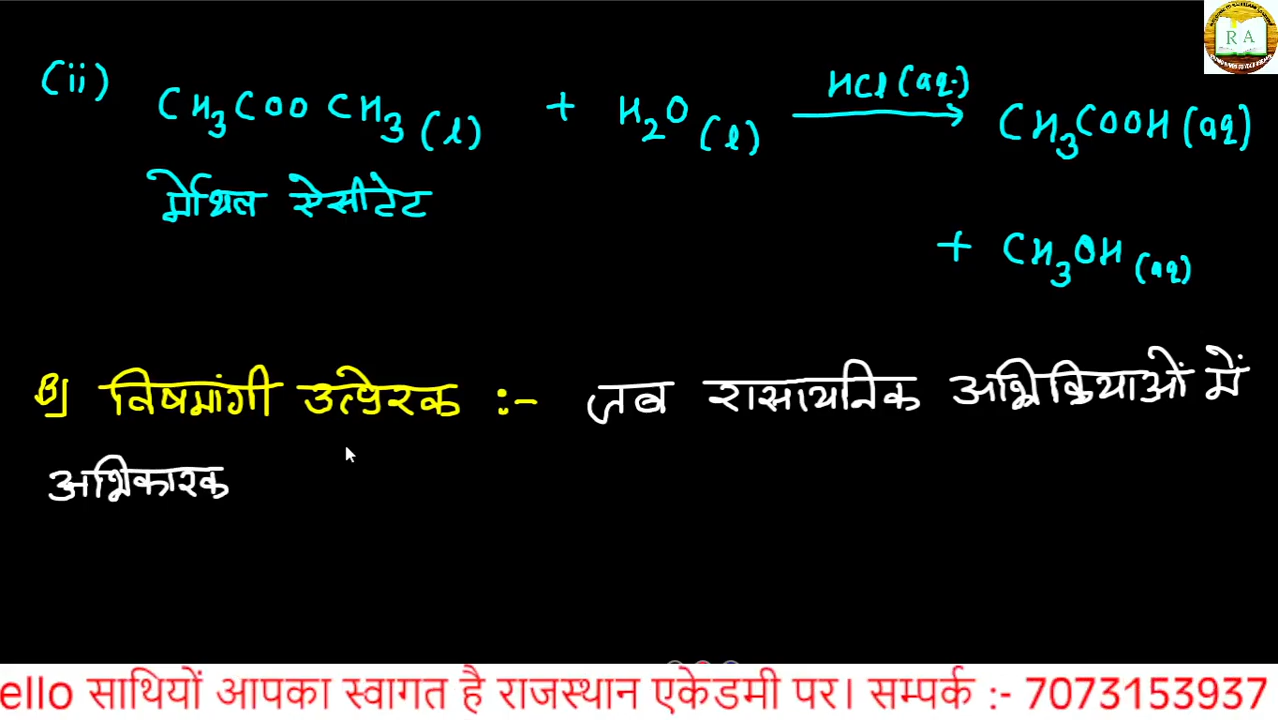 (ii) CH₃COOCH₃(l) + H₂O(l) HCl(aq.) → CH₃COOH(aq)
मेथिल ऐसीटेट
+ CH₃OH(aq)
B] विषमांगी उत्प्रेरक :- जब रासायनिक अभिक्रियाओं में
अभिकारक
R A
ello साथियों आपका स्वागत है राजस्थान एकेडमी पर। सम्पर्क :- 7073153937